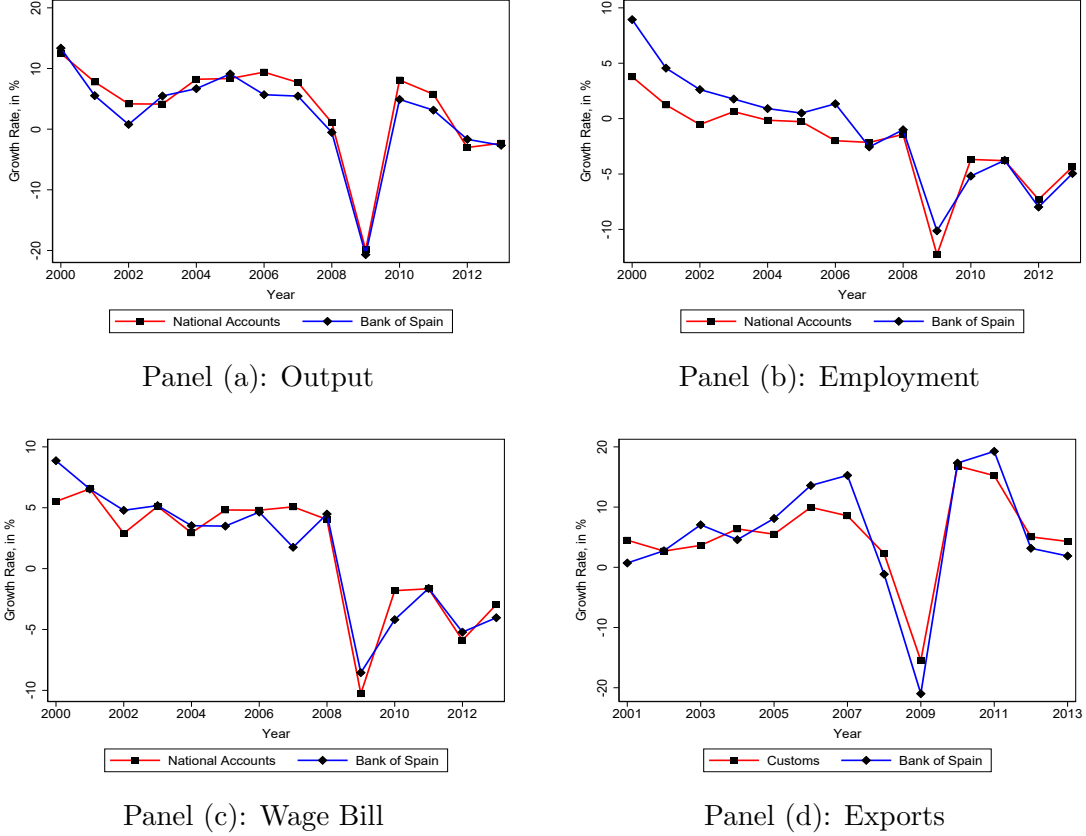 20
10
0
-10
-20
Growth Rate, in %
2000 2002 2004 2006 2008 2010 2012
Year
National Accounts Bank of Spain
Panel (a): Output
10
5
0
-5
-10
Growth Rate, in %
2000 2002 2004 2006 2008 2010 2012
Year
National Accounts Bank of Spain
Panel (b): Employment
10
5
0
-5
-10
Growth Rate, in %
2000 2002 2004 2006 2008 2010 2012
Year
National Accounts Bank of Spain
Panel (c): Wage Bill
20
10
0
-10
-20
Growth Rate, in %
2001 2003 2005 2007 2009 2011 2013
Year
Customs Bank of Spain
Panel (d): Exports